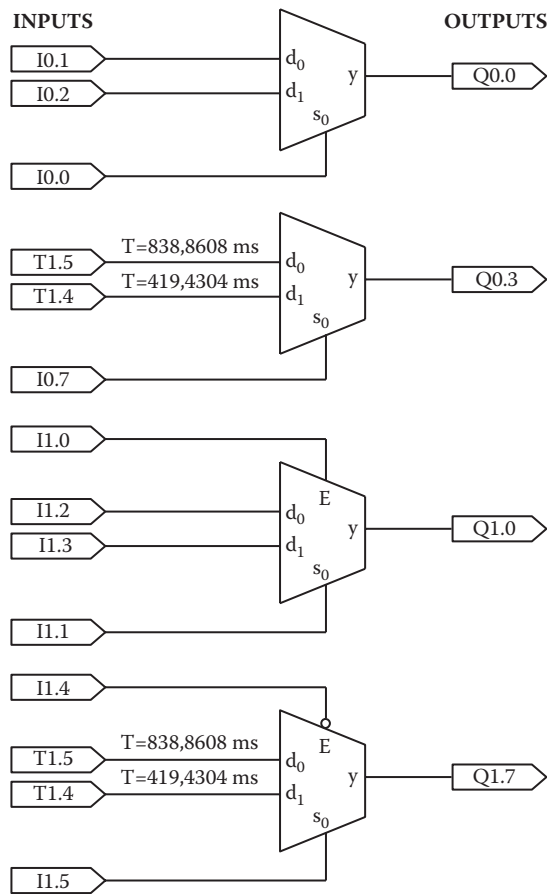 INPUTS OUTPUTS
I0.1 d0
I0.2 d1 y Q0.0
s0
I0.0
T=838,8608 ms
T1.5 d0
T=419,4304 ms
T1.4 d1 y Q0.3
s0
I0.7
I1.0
E
I1.2 d0
I1.3 d1 y Q1.0
s0
I1.1
I1.4
E
T=838,8608 ms
T1.5 d0
T=419,4304 ms
T1.4 d1 y Q1.7
s0
I1.5